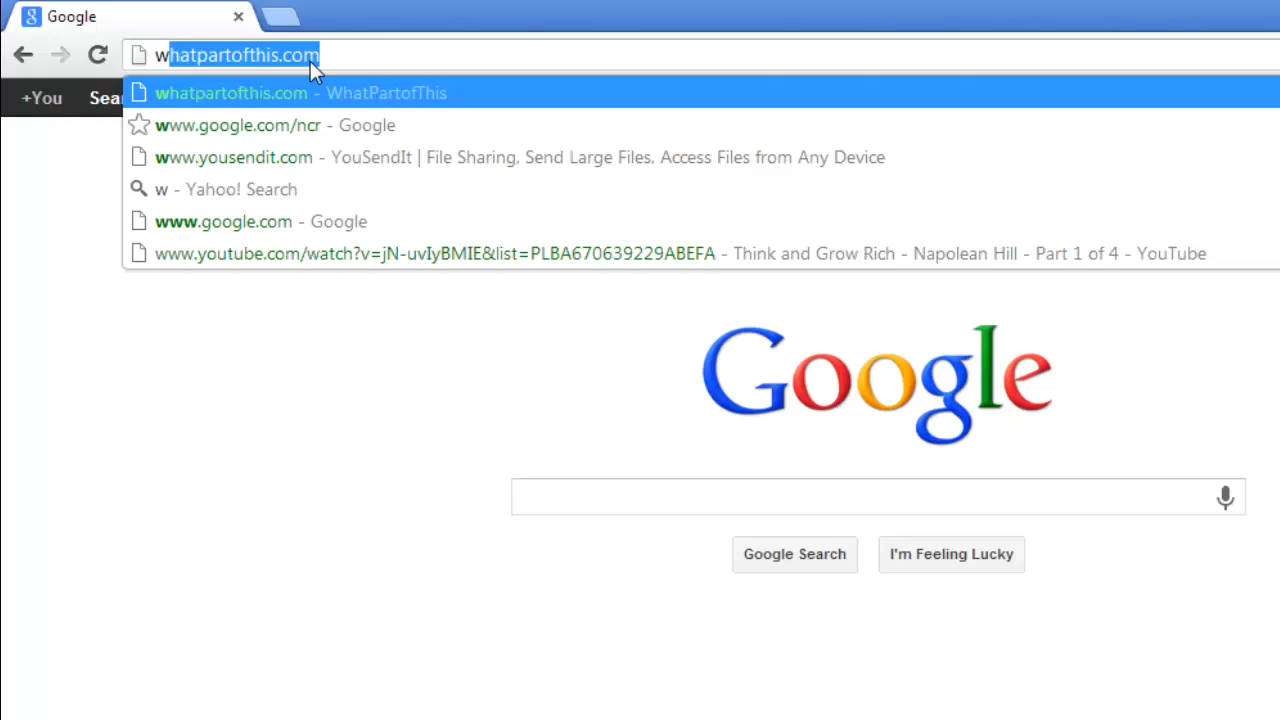 Google
whatpartofthis.com
whatpartofthis.com - WhatPartofThis
www.google.com/ncr - Google
www.yousendit.com - YouSendIt | File Sharing, Send Large Files, Access Files from Any Device
w - Yahoo! Search
www.google.com - Google
www.youtube.com/watch?v=jN-uvIyBMIE&list=PLBA670639229ABEFA - Think and Grow Rich - Napolean Hill - Part 1 of 4 - YouTube
+You Sea
Google
Google Search I'm Feeling Lucky